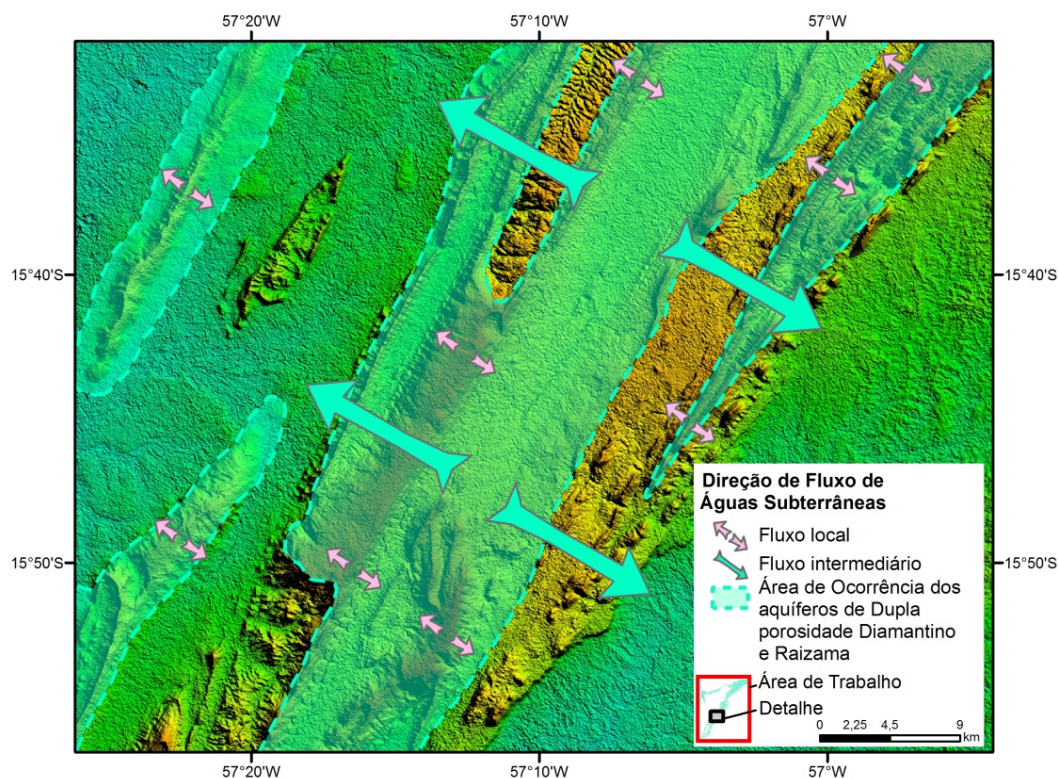 57°20'W
57°10'W
57°W
15°40'S
15°40'S
15°50'S
15°50'S
Direção de Fluxo de
Águas Subterrâneas
Fluxo local
Fluxo intermediário
Área de Ocorrência dos
aquíferos de Dupla
porosidade Diamantino
e Raizama
Área de Trabalho
Detalhe
0 2,25 4,5 9
km
57°20'W
57°10'W
57°W